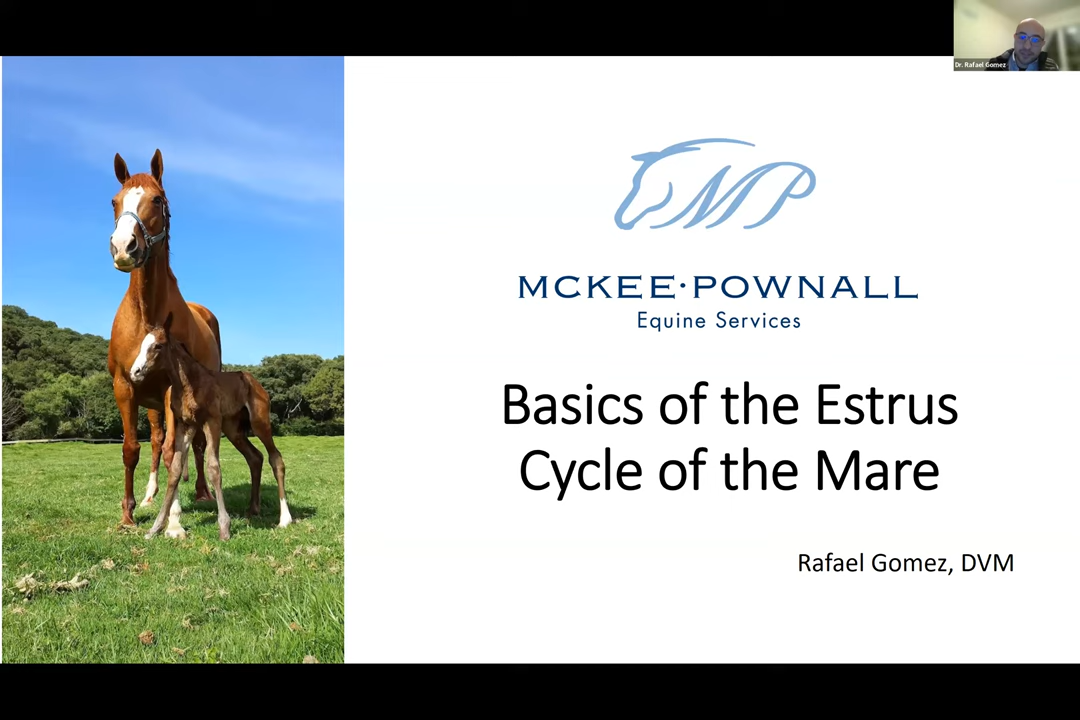 Dr. Rafael Gomez
MP
MCKEE·POWNALL
Equine Services
Basics of the Estrus
Cycle of the Mare
Rafael Gomez, DVM